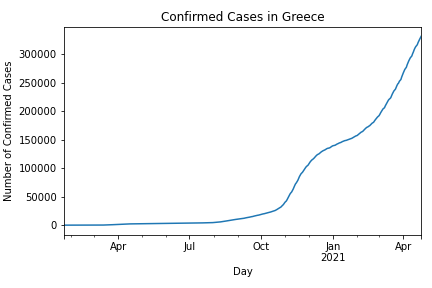 Confirmed Cases in Greece
Number of Confirmed Cases
300000
250000
200000
150000
100000
50000
0
Apr
Jul
Oct
Jan
2021
Apr
Day